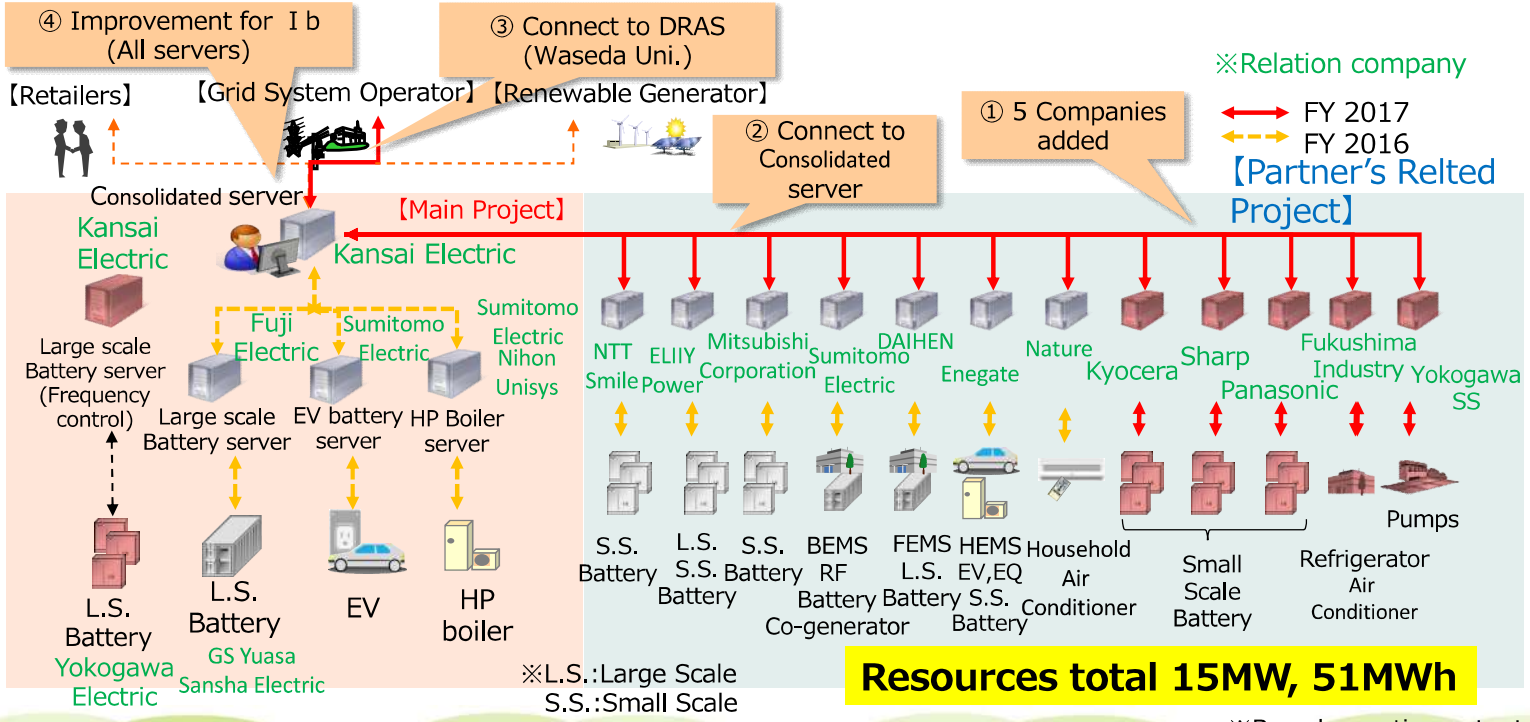 ④ Improvement for I b
(All servers)
③ Connect to DRAS
(Waseda Uni.)
※Relation company
【Retailers】
【Grid System Operator】
【Renewable Generator】
① 5 Companies
added
FY 2017
FY 2016
② Connect to
Consolidated
server
【Partner's Relted
Project】
Consolidated server
【Main Project】
Kansai
Electric
Kansai Electric
Large scale
Battery server
(Frequency
control)
Fuji
Electric
Sumitomo
Electric
Sumitomo
Electric
Nihon
Unisys
Large scale
Battery server
EV battery
server
HP Boiler
server
NTT
Smile
ELIIY
Power
Mitsubishi
Corporation
Sumitomo
Electric
DAIHEN
Enegate
Nature
Kyocera
Sharp
Panasonic
Fukushima
Industry
Yokogawa
SS
L.S.
Battery
Yokogawa
Electric
L.S.
Battery
GS Yuasa
Sansha Electric
EV
HP
boiler
S.S.
Battery
L.S.
S.S.
Battery
S.S.
Battery
BEMS
RF
Battery
Co-generator
FEMS
L.S.
Battery
HEMS
EV,EQ
S.S.
Battery
Household
Air
Conditioner
Small
Scale
Battery
Refrigerator
Air
Conditioner
Pumps
※L.S.:Large Scale
S.S.:Small Scale
Resources total 15MW, 51MWh